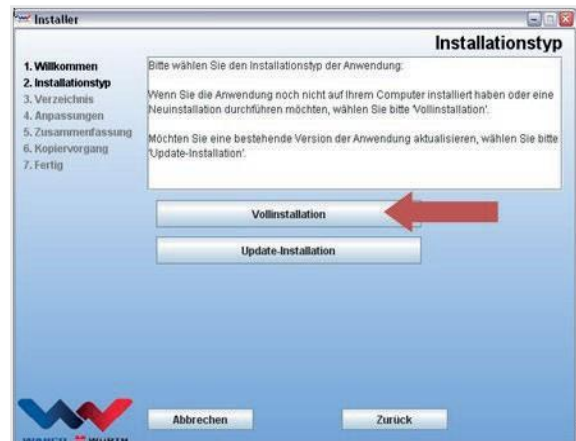 Installer
Installationstyp
1. Willkommen
2. Installationstyp
3. Verzeichnis
4. Anpassungen
5. Zusammenfassung
6. Kopiervorgang
7. Fertig
Bitte wählen Sie den Installationstyp der Anwendung:
Wenn Sie die Anwendung noch nicht auf Ihrem Computer installiert haben oder eine
Neuinstallation durchführen möchten, wählen Sie bitte 'Vollinstallation'.
Möchten Sie eine bestehende Version der Anwendung aktualisieren, wählen Sie bitte
'Update-Installation'.
Vollinstallation
Update-Installation
Abbrechen
Zurück